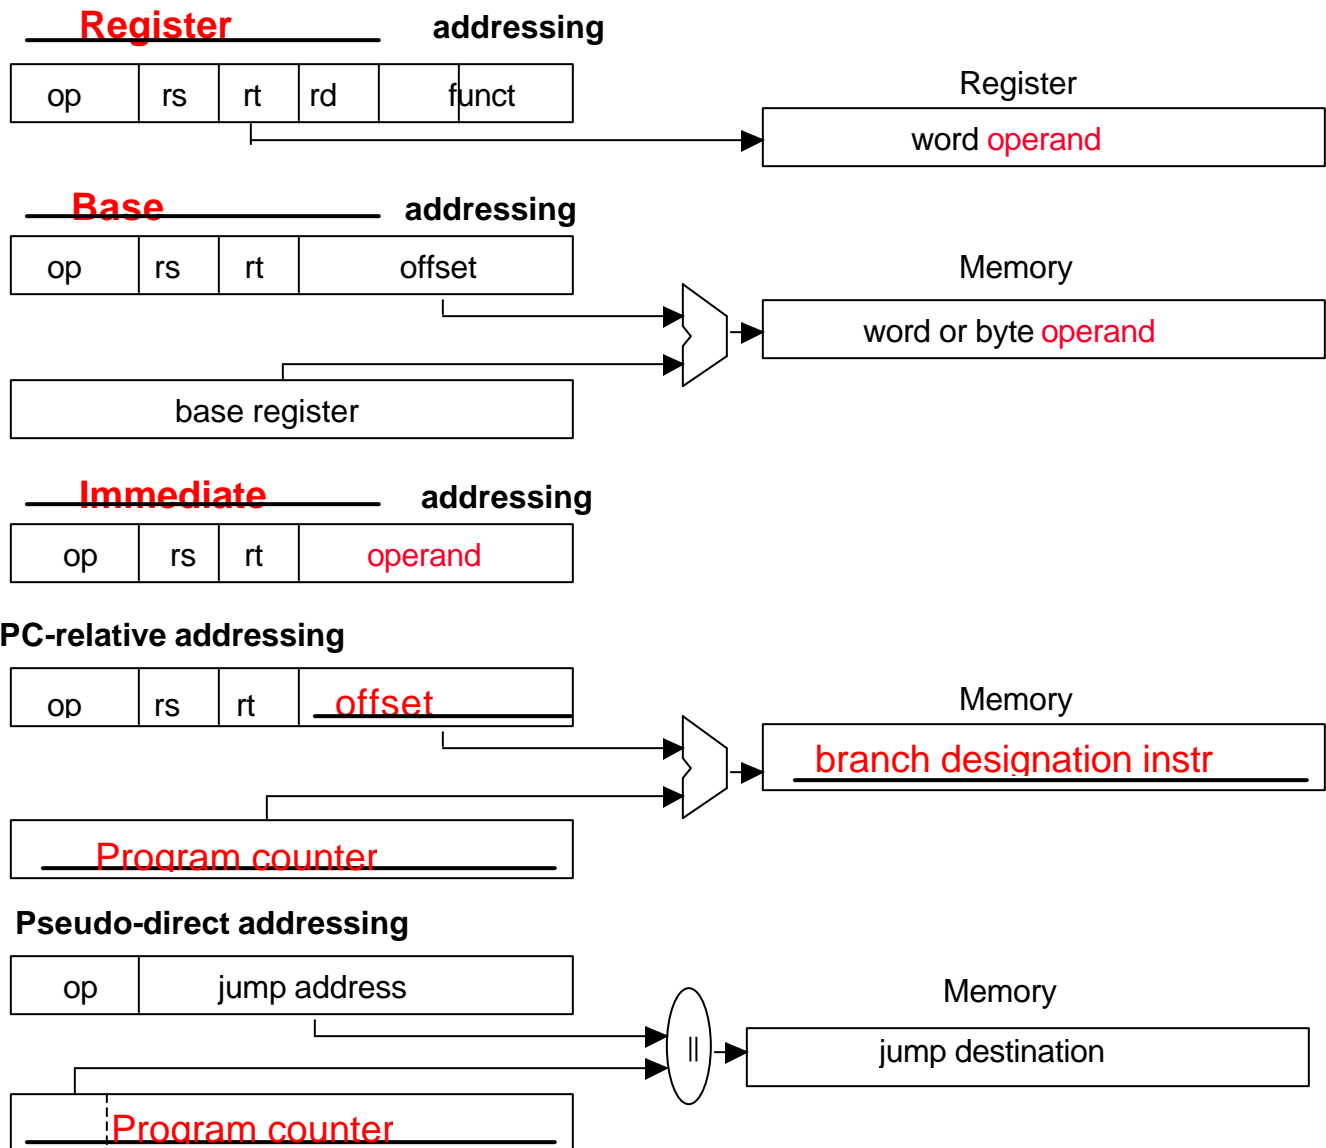 Register addressing
op rs rt rd funct
Register
word operand
Base addressing
op rs rt offset
Memory
word or byte operand
base register
Immediate addressing
op rs rt operand
PC-relative addressing
op rs rt offset
Memory
branch designation instr
Program counter
Pseudo-direct addressing
op jump address
Memory
||
jump destination
Program counter